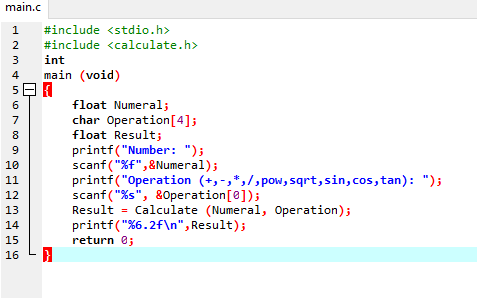 main.c
1 #include <stdio.h>
2 #include <calculate.h>
3 int
4 main (void)
5 {
6 float Numeral;
7 char Operation[4];
8 float Result;
9 printf("Number: ");
10 scanf("%f",&Numeral);
11 printf("Operation (+,-,*,/,pow,sqrt,sin,cos,tan): ");
12 scanf("%s", &Operation[0]);
13 Result = Calculate (Numeral, Operation);
14 printf("%6.2f\n",Result);
15 return 0;
16 }